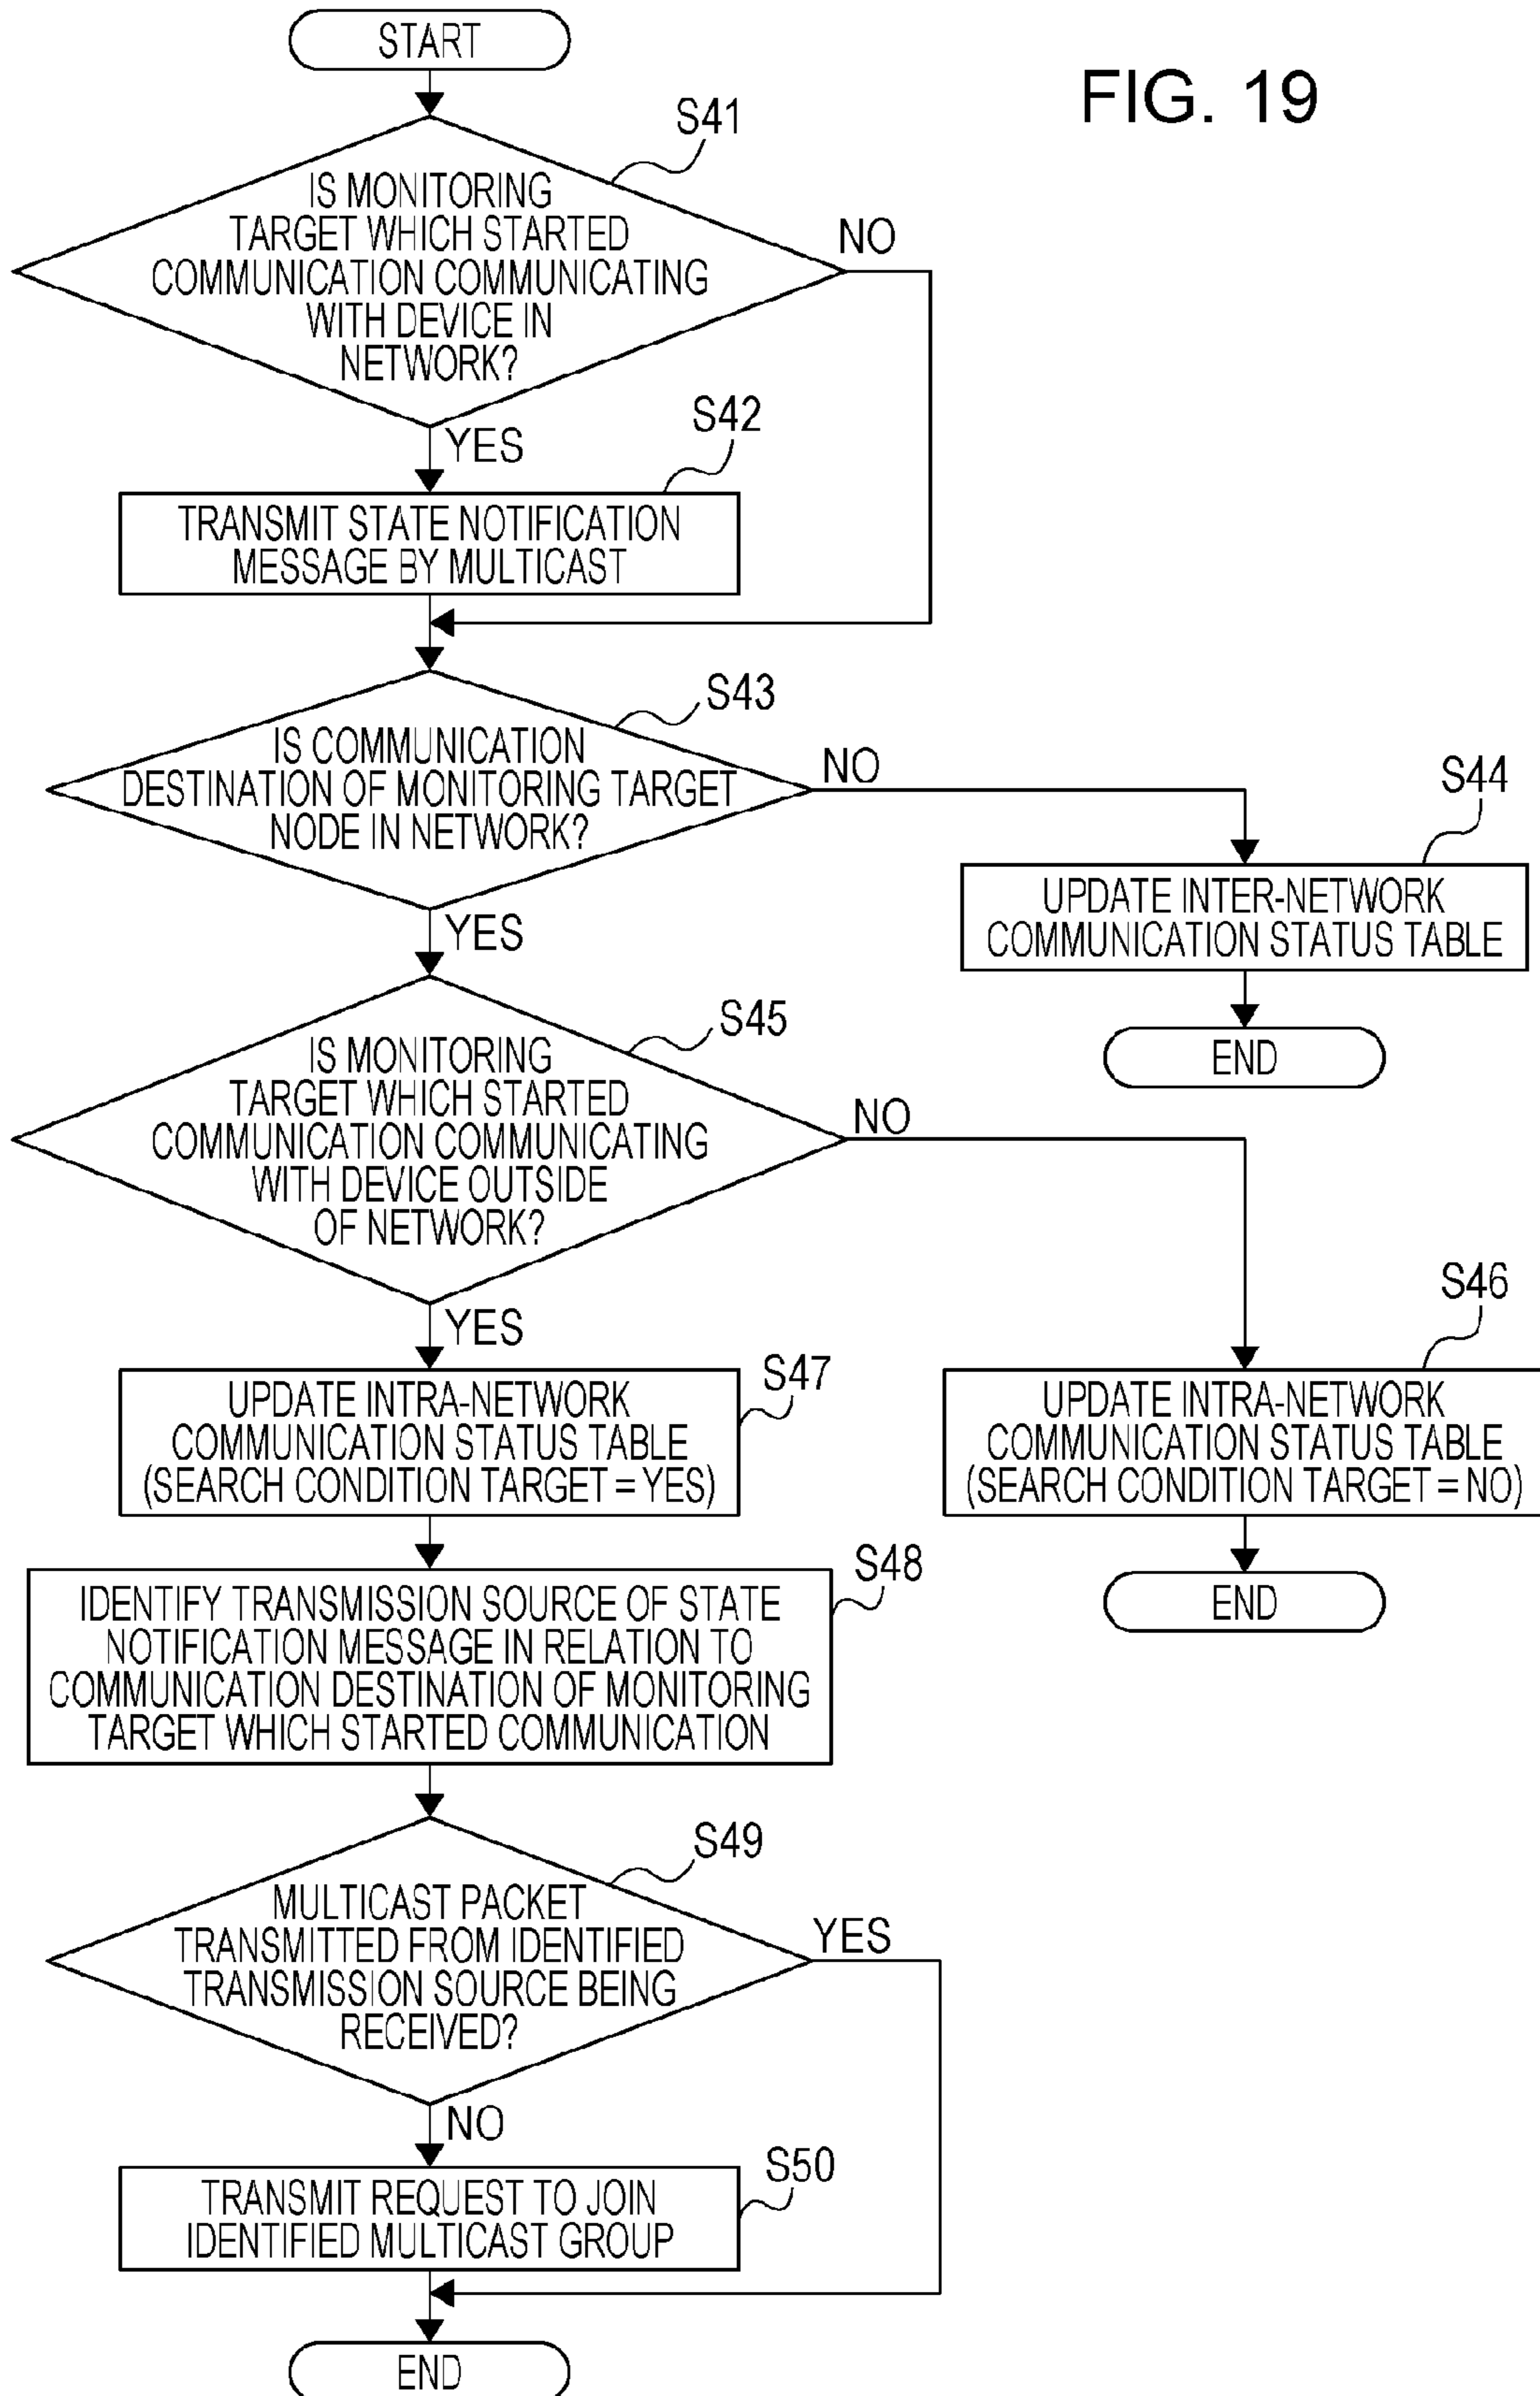 START
FIG. 19
S41
IS MONITORING
TARGET WHICH STARTED
COMMUNICATION COMMUNICATING
WITH DEVICE IN
NETWORK?
NO
YES
S42
TRANSMIT STATE NOTIFICATION
MESSAGE BY MULTICAST
S43
IS COMMUNICATION
DESTINATION OF MONITORING TARGET
NODE IN NETWORK?
NO
YES
S44
UPDATE INTER-NETWORK
COMMUNICATION STATUS TABLE
END
S45
IS MONITORING
TARGET WHICH STARTED
COMMUNICATION COMMUNICATING
WITH DEVICE OUTSIDE
OF NETWORK?
NO
YES
S46
UPDATE INTRA-NETWORK
COMMUNICATION STATUS TABLE
(SEARCH CONDITION TARGET = NO)
END
S47
UPDATE INTRA-NETWORK
COMMUNICATION STATUS TABLE
(SEARCH CONDITION TARGET = YES)
S48
IDENTIFY TRANSMISSION SOURCE OF STATE
NOTIFICATION MESSAGE IN RELATION TO
COMMUNICATION DESTINATION OF MONITORING
TARGET WHICH STARTED COMMUNICATION
S49
MULTICAST PACKET
TRANSMITTED FROM IDENTIFIED
TRANSMISSION SOURCE BEING
RECEIVED?
YES
NO
S50
TRANSMIT REQUEST TO JOIN
IDENTIFIED MULTICAST GROUP
END